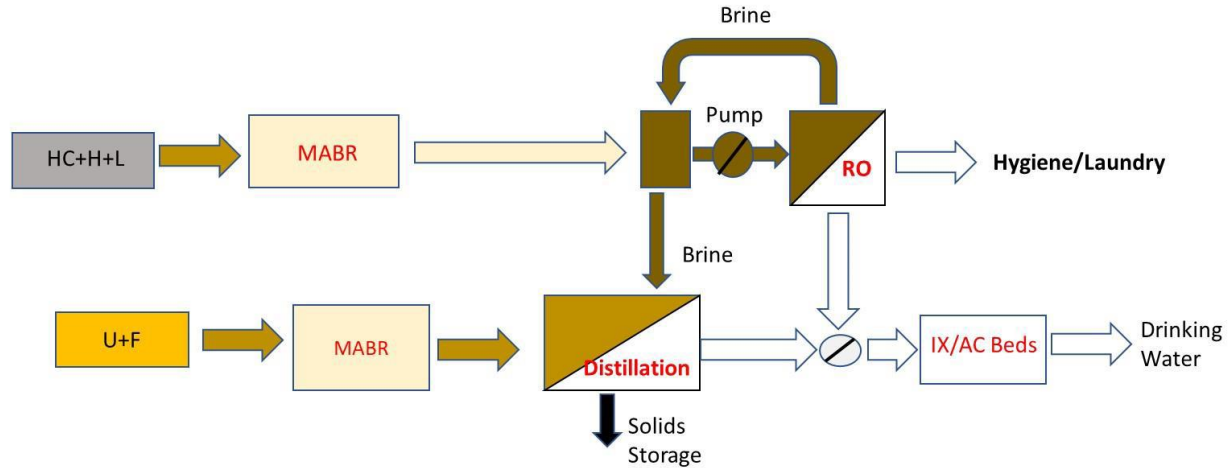 Brine
Pump
HC+H+L
MABR
RO
Hygiene/Laundry
Brine
U+F
MABR
Distillation
IX/AC Beds
Drinking
Water
Solids
Storage